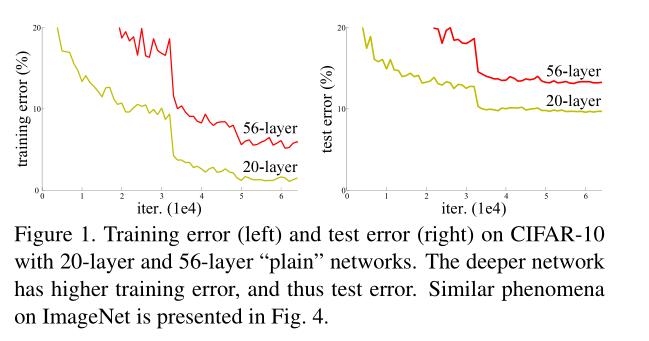 training error (%)
20
10
0
0 1 2 3 4 5 6
iter. (1e4)
56-layer
20-layer
test error (%)
20
10
0
0 1 2 3 4 5 6
iter. (1e4)
56-layer
20-layer
Figure 1. Training error (left) and test error (right) on CIFAR-10
with 20-layer and 56-layer “plain” networks. The deeper network
has higher training error, and thus test error. Similar phenomena
on ImageNet is presented in Fig. 4.